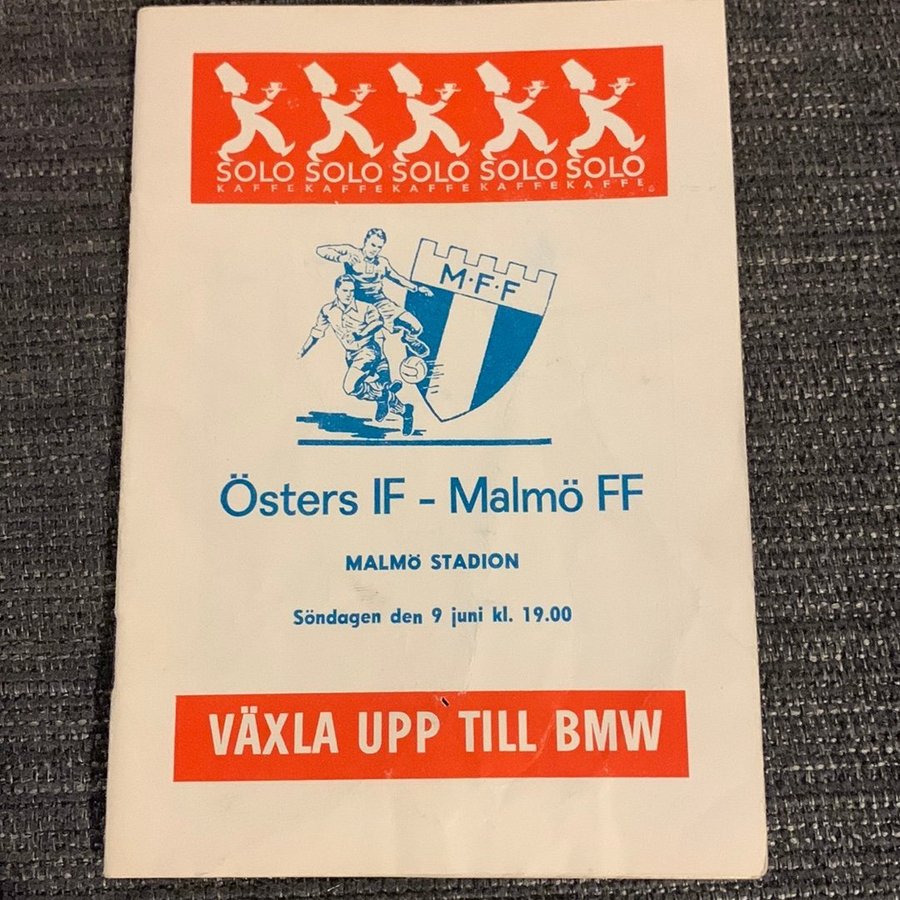 SOLO SOLO SOLO SOLO SOLO
KAFFE KAFFE KAFFE KAFFE KAFFE
M·F·F
Östers IF - Malmö FF
MALMÖ STADION
Söndagen den 9 juni kl. 19.00
VÄXLA UPP TILL BMW